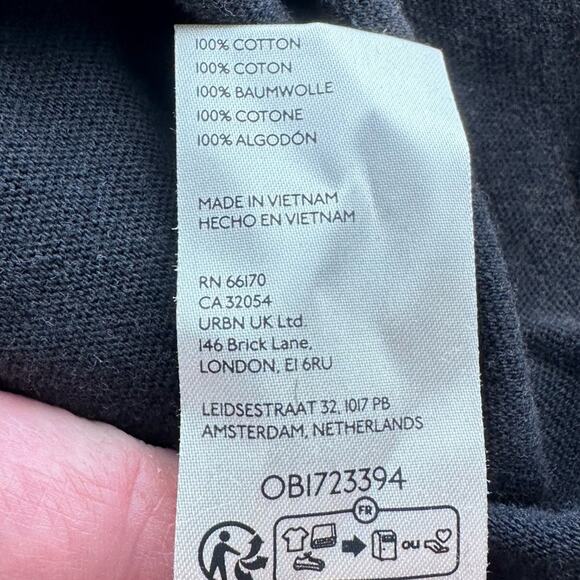 100% COTTON
100% COTON
100% BAUMWOLLE
100% COTONE
100% ALGODÓN
MADE IN VIETNAM
HECHO EN VIETNAM
RN 66170
CA 32054
URBN UK Ltd.
146 Brick Lane,
LONDON, E1 6RU
LEIDSESTRAAT 32, 1017 PB
AMSTERDAM, NETHERLANDS
OB1723394
FR
ou